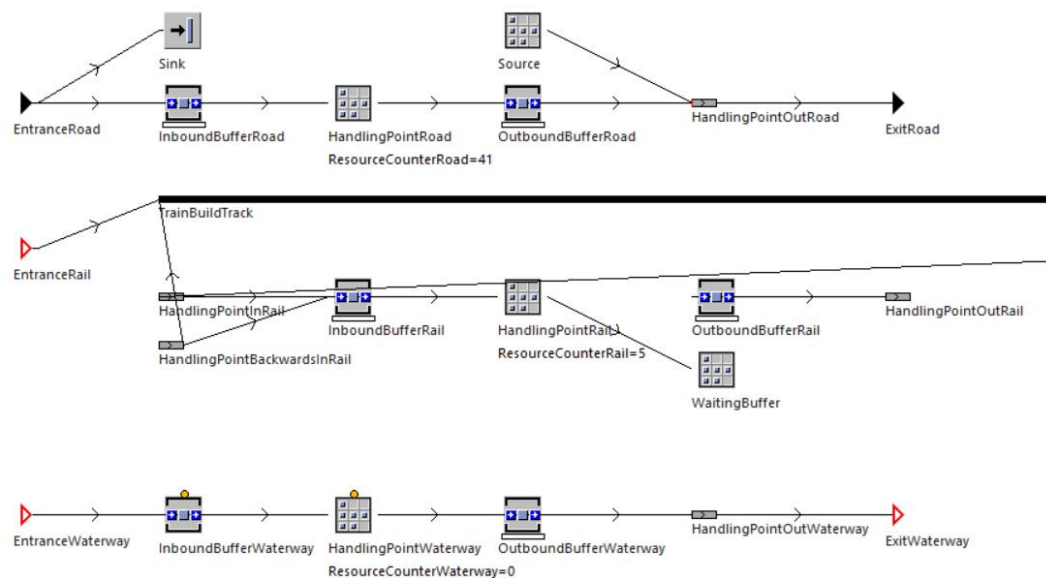 Sink
Source
EntranceRoad
InboundBufferRoad
HandlingPointRoad
OutboundBufferRoad
HandlingPointOutRoad
ExitRoad
ResourceCounterRoad=41
TrainBuildTrack
EntranceRail
HandlingPointInRail
InboundBufferRail
HandlingPointRail
OutboundBufferRail
HandlingPointOutRail
ResourceCounterRail=5
HandlingPointBackwardsInRail
WaitingBuffer
EntranceWaterway
InboundBufferWaterway
HandlingPointWaterway
OutboundBufferWaterway
HandlingPointOutWaterway
ExitWaterway
ResourceCounterWaterway=0